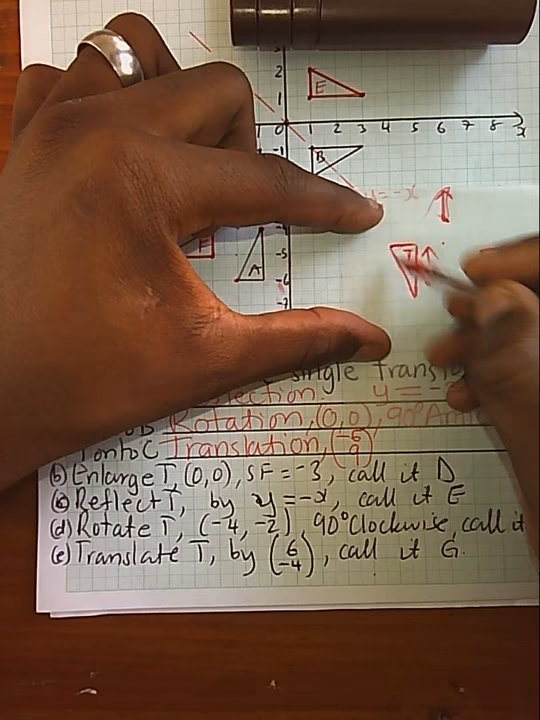 2
E
1
0 1 2 3 4 5 6 7 8 x
-1
B
y=-x
-5
F
A
T
-6
-7
single
y =
Rotation, (0,0), 90°
T onto C Translation, (-6 9)
(b) Enlarge T, (0,0), SF = -3, call it D
(c) Reflect T, by y = -x, call it E
(d) Rotate T, (-4, -2), 90° Clockwise, call it
(e) Translate T, by (6 -4), call it G.